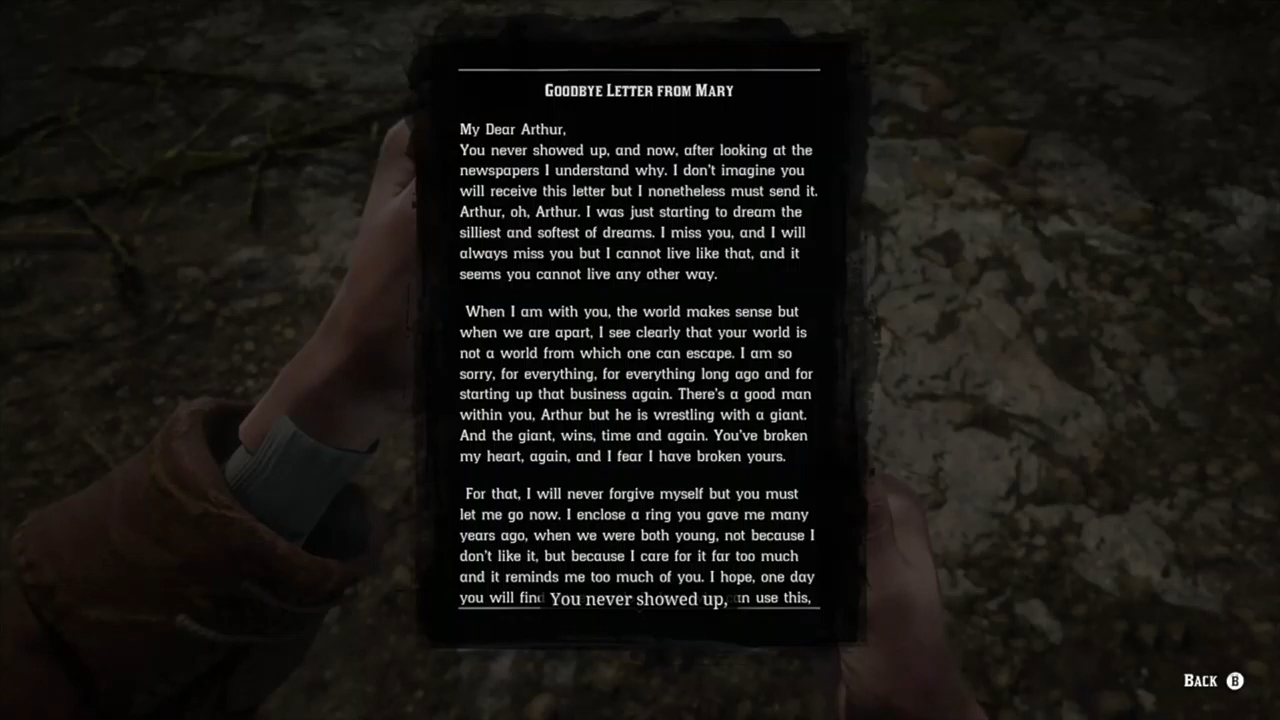 GOODBYE LETTER FROM MARY
My Dear Arthur,
You never showed up, and now, after looking at the
newspapers I understand why. I don't imagine you
will receive this letter but I nonetheless must send it.
Arthur, oh, Arthur. I was just starting to dream the
silliest and softest of dreams. I miss you, and I will
always miss you but I cannot live like that, and it
seems you cannot live any other way.
When I am with you, the world makes sense but
when we are apart, I see clearly that your world is
not a world from which one can escape. I am so
sorry, for everything, for everything long ago and for
starting up that business again. There's a good man
within you, Arthur but he is wrestling with a giant.
And the giant, wins, time and again. You've broken
my heart, again, and I fear I have broken yours.
For that, I will never forgive myself but you must
let me go now. I enclose a ring you gave me many
years ago, when we were both young, not because I
don't like it, but because I care for it far too much
and it reminds me too much of you. I hope, one day
you will find use this,
You never showed up,
BACK B